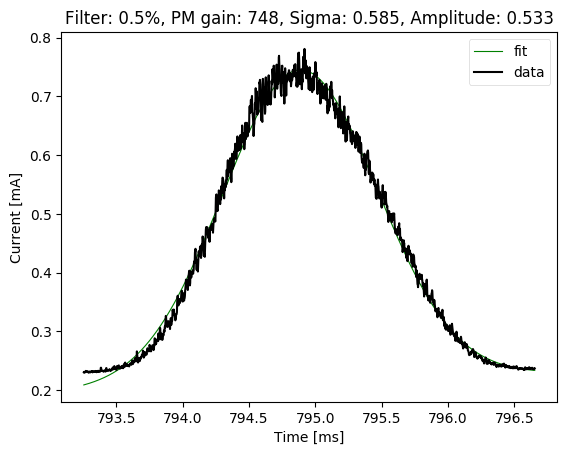 Filter: 0.5%, PM gain: 748, Sigma: 0.585, Amplitude: 0.533
fit
data
0.8
0.7
0.6
0.5
0.4
0.3
0.2
Current [mA]
793.5 794.0 794.5 795.0 795.5 796.0 796.5
Time [ms]